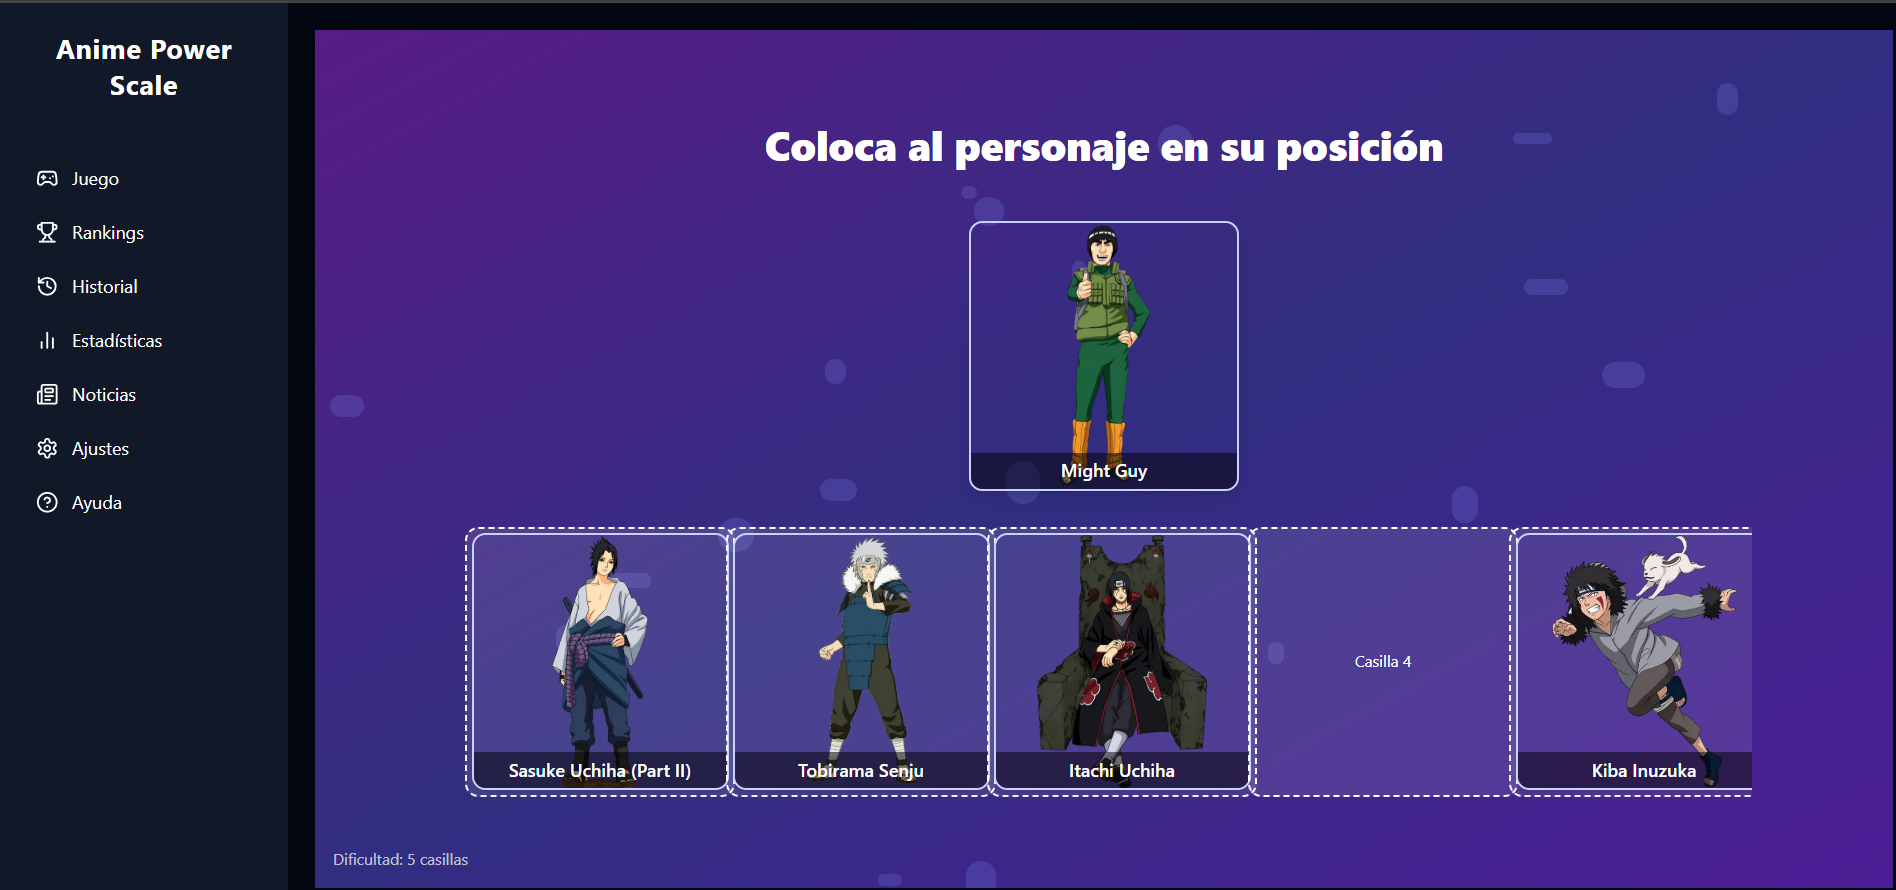 Anime Power
Scale
Juego
Rankings
Historial
Estadísticas
Noticias
Ajustes
Ayuda
Coloca al personaje en su posición
Might Guy
Sasuke Uchiha (Part II)
Tobirama Senju
Itachi Uchiha
Casilla 4
Kiba Inuzuka
Dificultad: 5 casillas